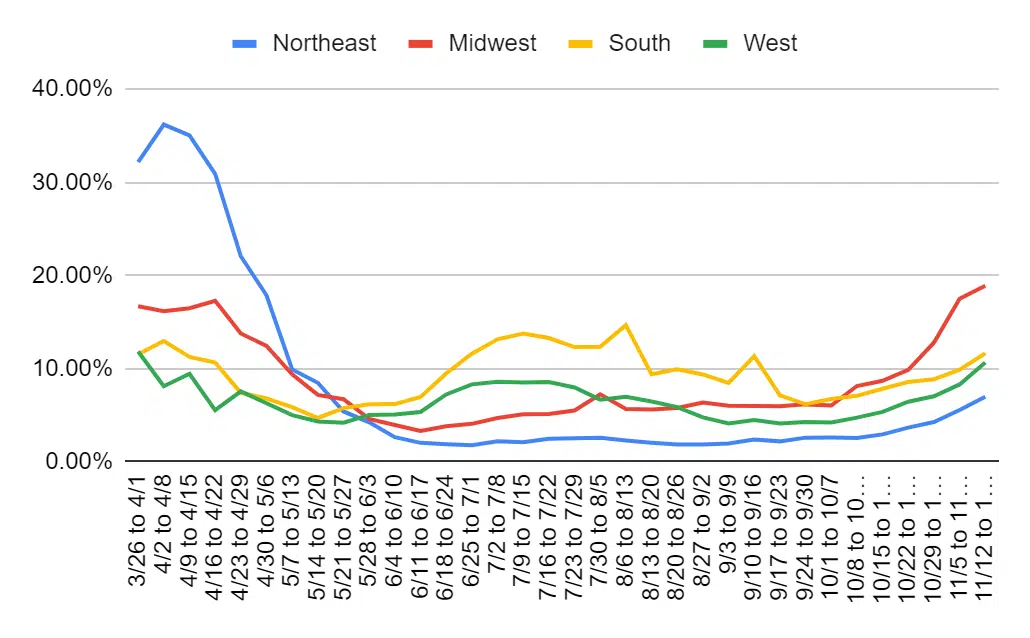 Northeast Midwest South West
40.00%
30.00%
20.00%
10.00%
0.00%
3/26 to 4/1
4/2 to 4/8
4/9 to 4/15
4/16 to 4/22
4/23 to 4/29
4/30 to 5/6
5/7 to 5/13
5/14 to 5/20
5/21 to 5/27
5/28 to 6/3
6/4 to 6/10
6/11 to 6/17
6/18 to 6/24
6/25 to 7/1
7/2 to 7/8
7/9 to 7/15
7/16 to 7/22
7/23 to 7/29
7/30 to 8/5
8/6 to 8/13
8/13 to 8/20
8/20 to 8/26
8/27 to 9/2
9/3 to 9/9
9/10 to 9/16
9/17 to 9/23
9/24 to 9/30
10/1 to 10/7
10/8 to 10…
10/15 to 1…
10/22 to 1…
10/29 to 1…
11/5 to 11…
11/12 to 1…